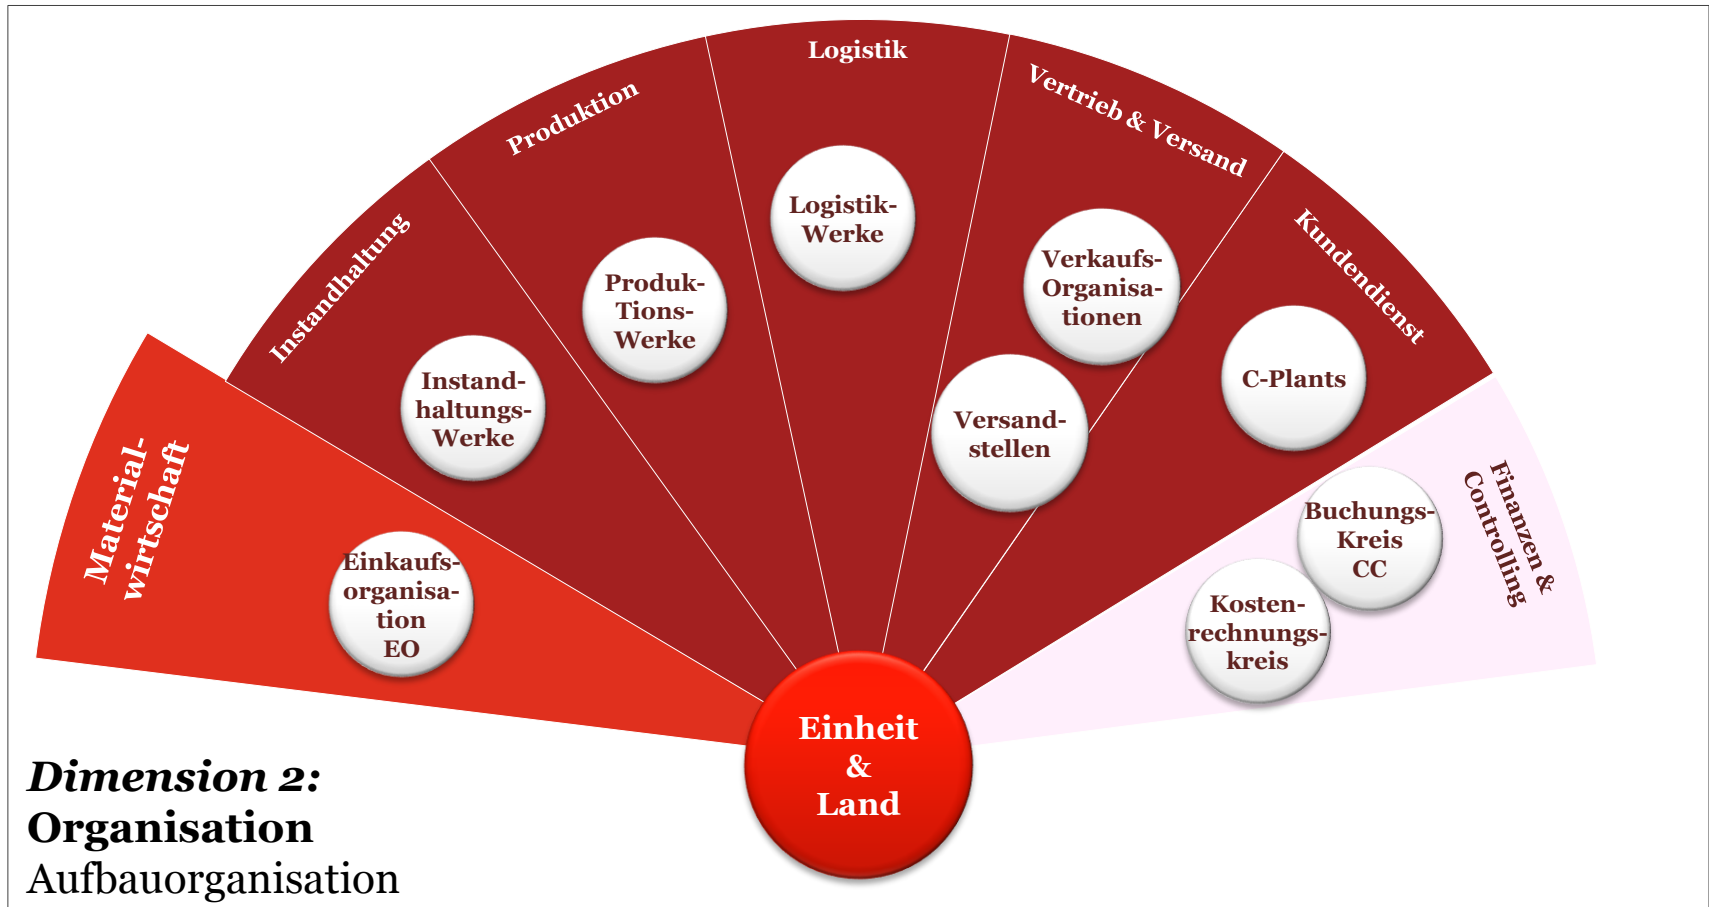 Logistik
Produktion
Vertrieb & Versand
Instandhaltung
Kundendienst
Material-
wirtschaft
Finanzen &
Controlling
Logistik-
Werke
Produk-
Tions-
Werke
Verkaufs-
Organisa-
tionen
Instand-
haltungs-
Werke
Versand-
stellen
C-Plants
Einkaufs-
organisa-
tion
EO
Buchungs-
Kreis
CC
Kosten-
rechnungs-
kreis
Einheit
&
Land
Dimension 2:
Organisation
Aufbauorganisation